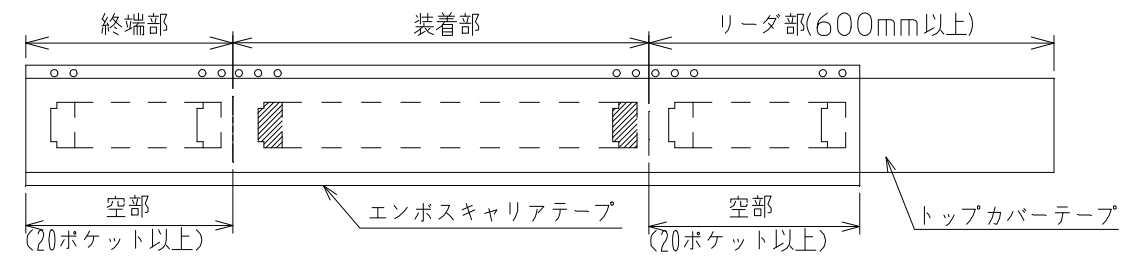 終端部
装着部
リーダ部(600mm以上)
空部
(20ポケット以上)
エンボスキャリアテープ
空部
(20ポケット以上)
トップカバーテープ